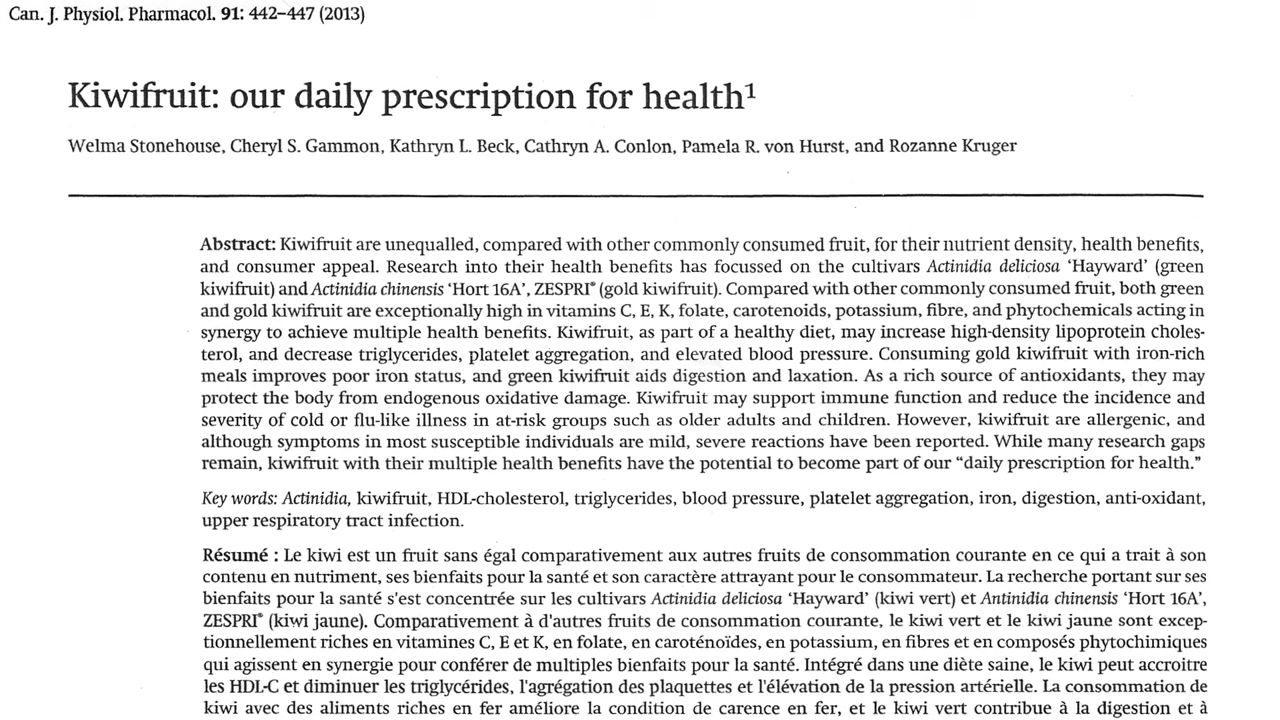 Can. J. Physiol. Pharmacol. 91: 442–447 (2013)
Kiwifruit: our daily prescription for health¹
Welma Stonehouse, Cheryl S. Gammon, Kathryn L. Beck, Cathryn A. Conlon, Pamela R. von Hurst, and Rozanne Kruger
Abstract: Kiwifruit are unequalled, compared with other commonly consumed fruit, for their nutrient density, health benefits,
and consumer appeal. Research into their health benefits has focussed on the cultivars Actinidia deliciosa ‘Hayward’ (green
kiwifruit) and Actinidia chinensis ‘Hort 16A’, ZESPRI® (gold kiwifruit). Compared with other commonly consumed fruit, both green
and gold kiwifruit are exceptionally high in vitamins C, E, K, folate, carotenoids, potassium, fibre, and phytochemicals acting in
synergy to achieve multiple health benefits. Kiwifruit, as part of a healthy diet, may increase high-density lipoprotein choles-
terol, and decrease triglycerides, platelet aggregation, and elevated blood pressure. Consuming gold kiwifruit with iron-rich
meals improves poor iron status, and green kiwifruit aids digestion and laxation. As a rich source of antioxidants, they may
protect the body from endogenous oxidative damage. Kiwifruit may support immune function and reduce the incidence and
severity of cold or flu-like illness in at-risk groups such as older adults and children. However, kiwifruit are allergenic, and
although symptoms in most susceptible individuals are mild, severe reactions have been reported. While many research gaps
remain, kiwifruit with their multiple health benefits have the potential to become part of our “daily prescription for health.”
Key words: Actinidia, kiwifruit, HDL-cholesterol, triglycerides, blood pressure, platelet aggregation, iron, digestion, anti-oxidant,
upper respiratory tract infection.
Résumé : Le kiwi est un fruit sans égal comparativement aux autres fruits de consommation courante en ce qui a trait à son
contenu en nutriment, ses bienfaits pour la santé et son caractère attrayant pour le consommateur. La recherche portant sur ses
bienfaits pour la santé s'est concentrée sur les cultivars Actinidia deliciosa ‘Hayward’ (kiwi vert) et Antinidia chinensis ‘Hort 16A’,
ZESPRI® (kiwi jaune). Comparativement à d'autres fruits de consommation courante, le kiwi vert et le kiwi jaune sont excep-
tionnellement riches en vitamines C, E et K, en folate, en caroténoïdes, en potassium, en fibres et en composés phytochimiques
qui agissent en synergie pour conférer de multiples bienfaits pour la santé. Intégré dans une diète saine, le kiwi peut accroitre
les HDL-C et diminuer les triglycérides, l'agrégation des plaquettes et l'élévation de la pression artérielle. La consommation de
kiwi avec des aliments riches en fer améliore la condition de carence en fer, et le kiwi vert contribue à la digestion et à